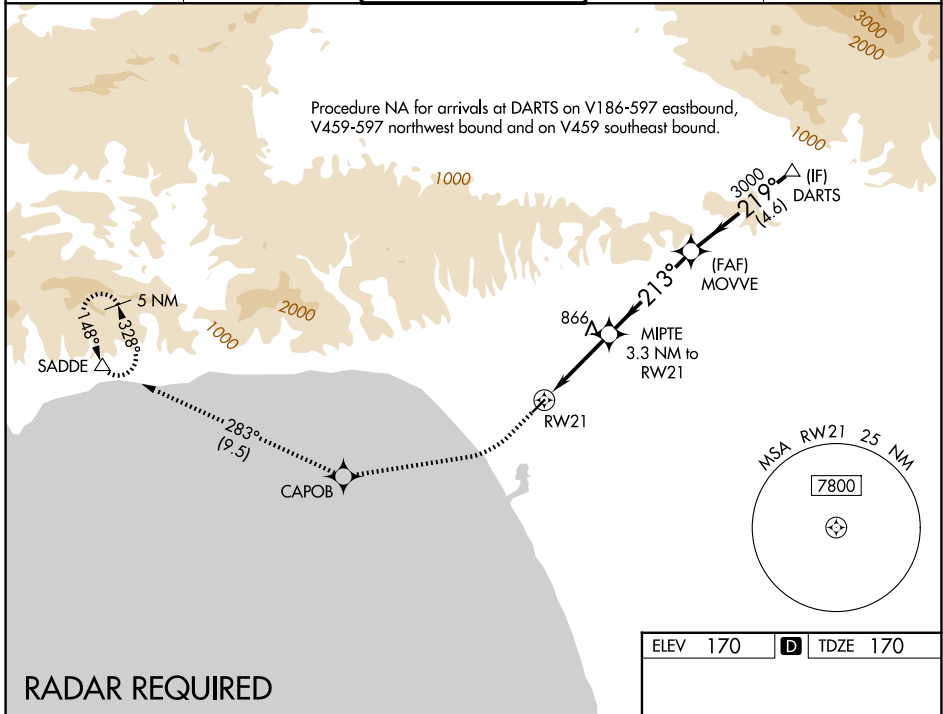 3000
2000
Procedure NA for arrivals at DARTS on V186-597 eastbound,
V459-597 northwest bound and on V459 southeast bound.
1000
1000
3000
219°
(4.6)
(IF)
DARTS
(FAF)
MOVVE
213°
866
MIPTE
3.3 NM to
RW21
5 NM
148°
328°
1000
2000
SADDE
RW21
283°
(9.5)
CAPOB
MSA RW21 25 NM
7800
ELEV 170 D TDZE 170
RADAR REQUIRED